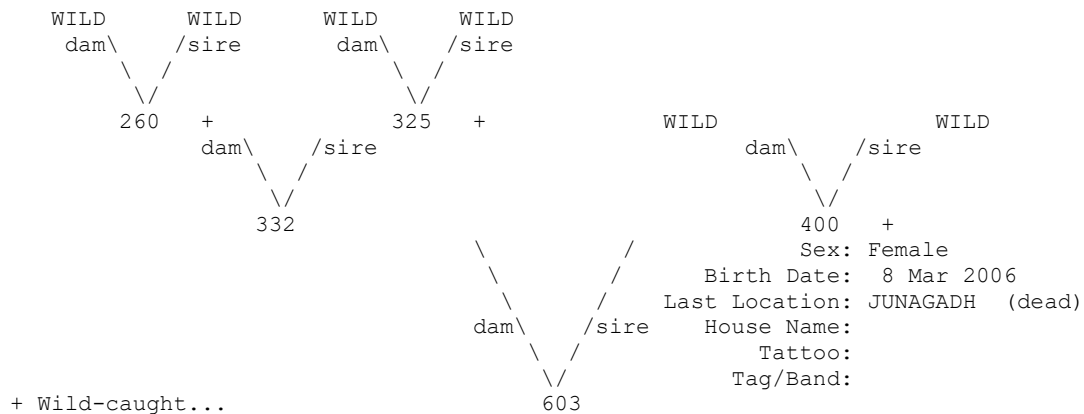 WILD WILD WILD WILD
dam\ /sire dam\ /sire
\ / \ /
\/ \/
260 + 325 + WILD WILD
dam\ /sire dam\ /sire
\ / \ /
\/ \/
332 400 +
\ / Sex: Female
\ / Birth Date: 8 Mar 2006
\ / Last Location: JUNAGADH (dead)
dam\ /sire House Name:
\ / Tattoo:
\/ Tag/Band:
+ Wild-caught... 603